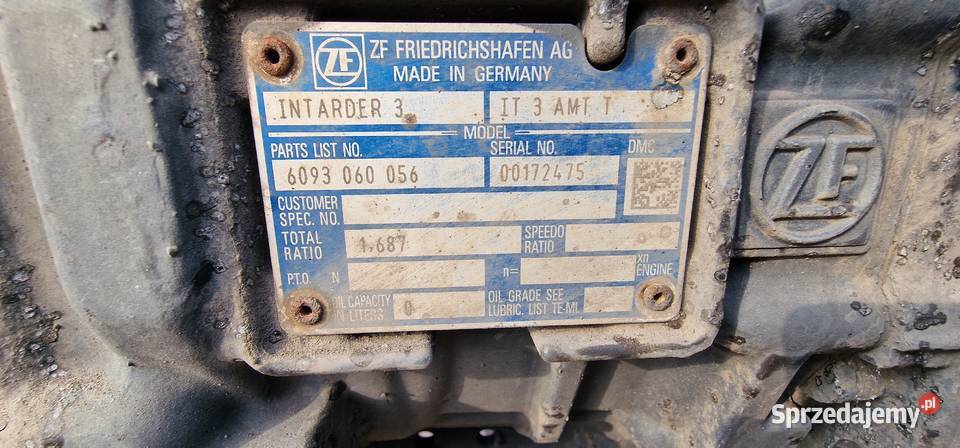 ZF
ZF FRIEDRICHSHAFEN AG
MADE IN GERMANY
INTARDER 3 IT 3 AMT T
MODEL
PARTS LIST NO. SERIAL NO. DMC
6093 060 056 00172475
CUSTOMER
SPEC. NO.
TOTAL
RATIO 1.687 SPEEDO
RATIO
P.T.O N n= xn
ENGINE
OIL CAPACITY
IN LITERS 0 OIL GRADE SEE
LUBRIC. LIST TE-ML
ZF
Sprzedajemy.pl